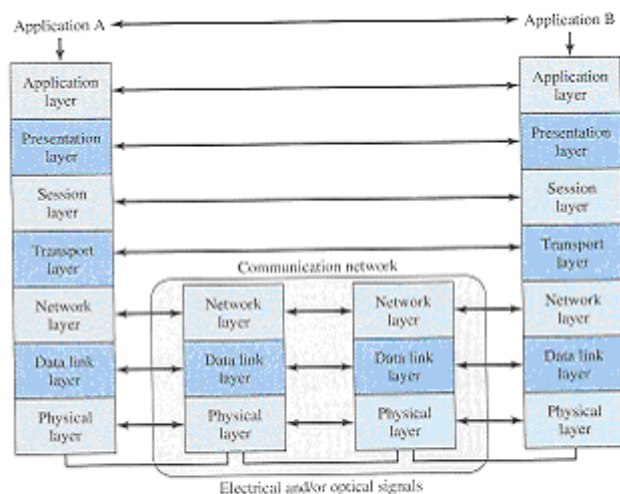 Application A
Application B
Application
layer
Presentation
layer
Session
layer
Transport
layer
Network
layer
Data link
layer
Physical
layer
Communication network
Network
layer
Data link
layer
Physical
layer
Network
layer
Data link
layer
Physical
layer
Application
layer
Presentation
layer
Session
layer
Transport
layer
Network
layer
Data link
layer
Physical
layer
Electrical and/or optical signals